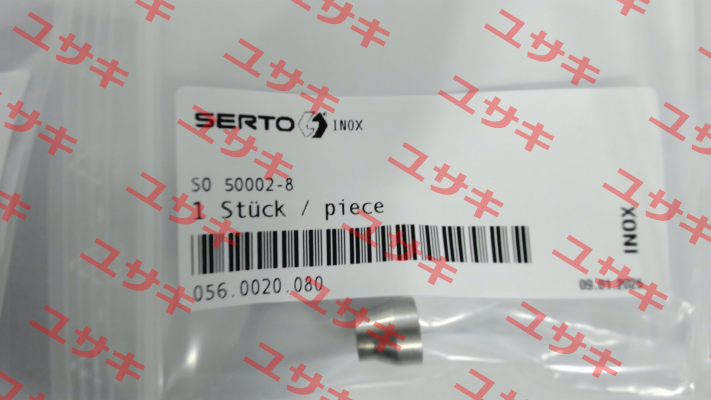 SERTO INOX
SO 50002-8
1 Stück / piece
056.0020.080
INOX
ユサキ